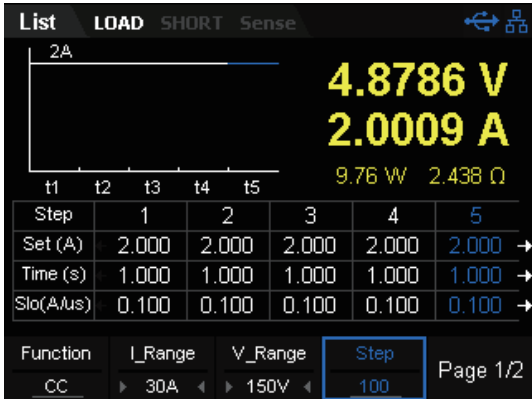 List LOAD SHORT Sense
2A
4.8786 V
2.0009 A
9.76 W 2.438 Ω
t1 t2 t3 t4 t5
Step 1 2 3 4 5
Set (A) 2.000 2.000 2.000 2.000 2.000
Time (s) 1.000 1.000 1.000 1.000 1.000
Slo(A/us) 0.100 0.100 0.100 0.100 0.100
Function I_Range V_Range Step Page 1/2
CC 30A 150V 100